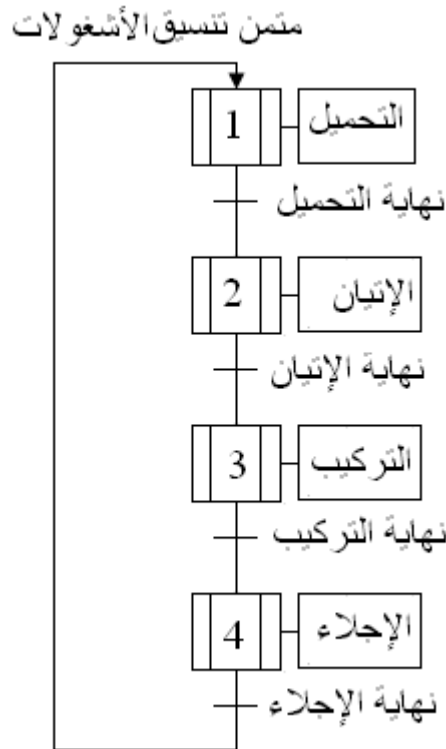 متمن تنسيق الأشغولات
1
التحميل
نهاية التحميل
2
الإتيان
نهاية الإتيان
3
التركيب
نهاية التركيب
4
الإجلاء
نهاية الإجلاء